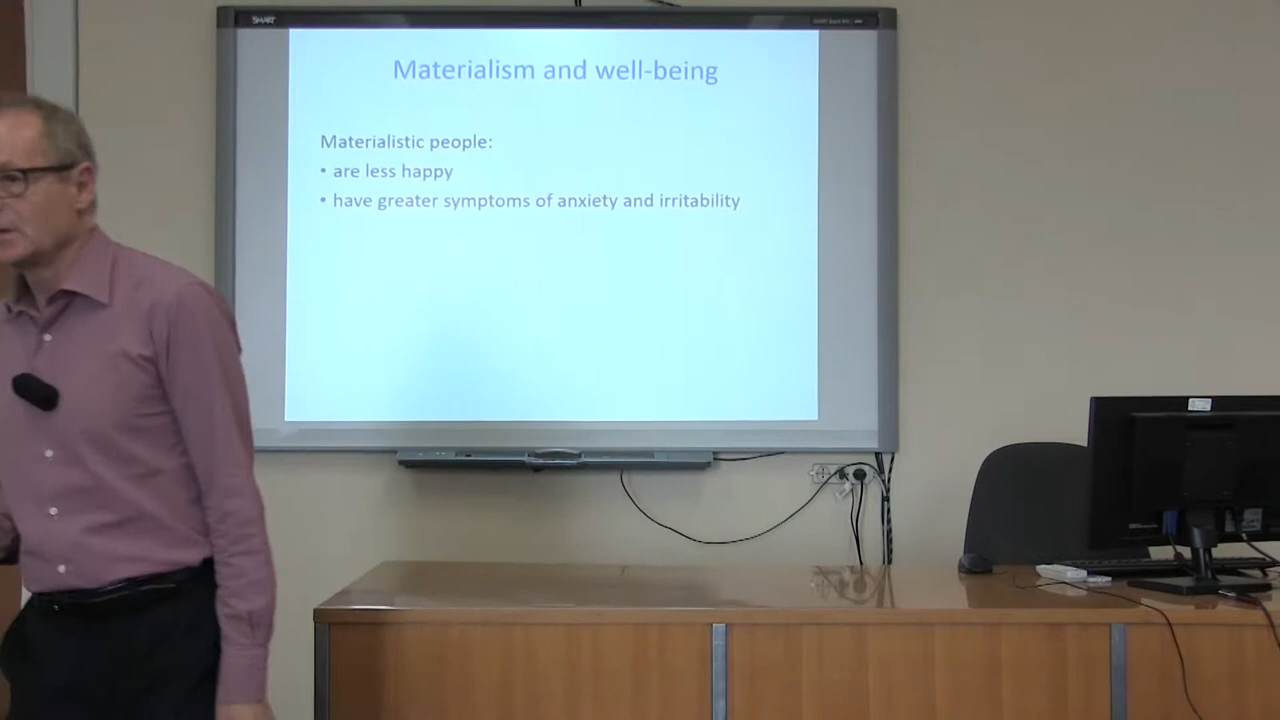 SMART
Materialism and well-being
Materialistic people:
• are less happy
• have greater symptoms of anxiety and irritability